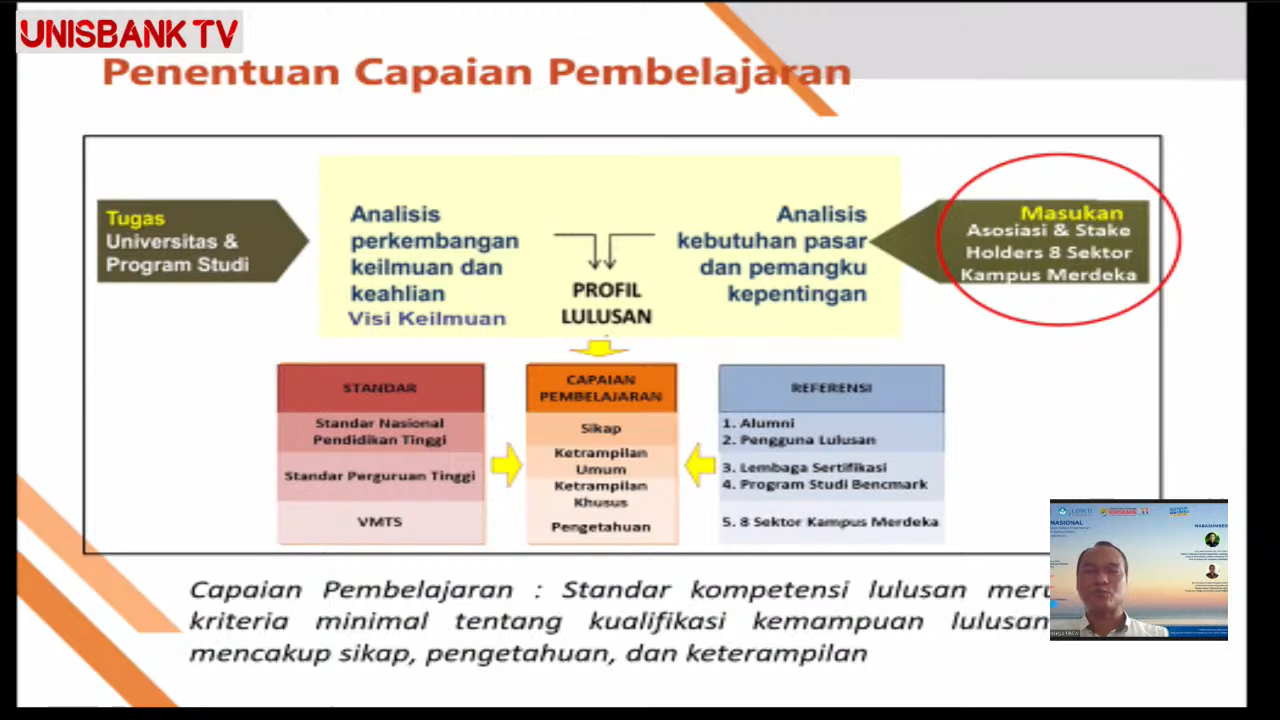 UNISBANK TV
Penentuan Capaian Pembelajaran
Tugas
Universitas &
Program Studi
Analisis
perkembangan
keilmuan dan
keahlian
Visi Keilmuan
PROFIL
LULUSAN
Analisis
kebutuhan pasar
dan pemangku
kepentingan
Masukan
Asosiasi & Stake
Holders 8 Sektor
Kampus Merdeka
STANDAR
Standar Nasional
Pendidikan Tinggi
Standar Perguruan Tinggi
VMTS
CAPAIAN
PEMBELAJARAN
Sikap
Ketrampilan
Umum
Ketrampilan
Khusus
Pengetahuan
REFERENSI
1. Alumni
2. Pengguna Lulusan
3. Lembaga Sertifikasi
4. Program Studi Bencmark
5. 8 Sektor Kampus Merdeka
Capaian Pembelajaran : Standar kompetensi lulusan meru
kriteria minimal tentang kualifikasi kemampuan lulusan
mencakup sikap, pengetahuan, dan keterampilan
UNISBANK
NASIONAL
NARASUMBER